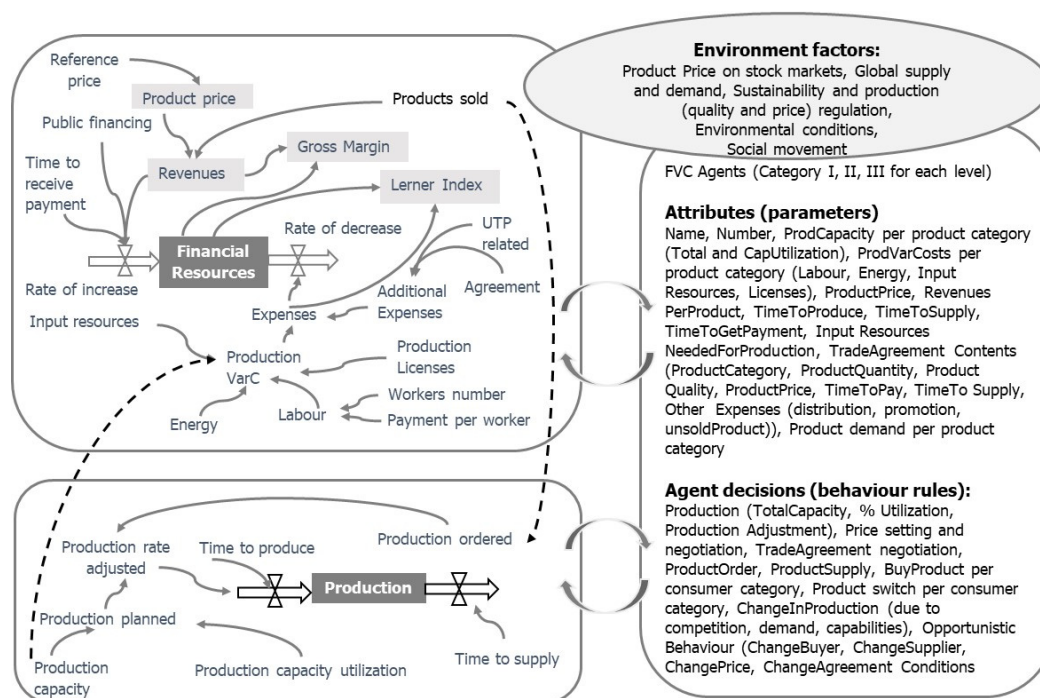 Reference
price
Product price
Products sold
Public financing
Gross Margin
Time to
receive
payment
Revenues
Lerner Index
Rate of decrease
UTP
related
Financial
Resources
Rate of increase
Additional
Expenses
Agreement
Input resources
Expenses
Production
VarC
Production
Licenses
Workers number
Energy
Labour
Payment per worker
Production ordered
Production rate
adjusted
Time to produce
Production
Production planned
Production
capacity
Production capacity utilization
Time to supply
Environment factors:
Product Price on stock markets, Global supply
and demand, Sustainability and production
(quality and price) regulation,
Environmental conditions,
Social movement
FVC Agents (Category I, II, III for each level)
Attributes (parameters)
Name, Number, ProdCapacity per product category
(Total and CapUtilization), ProdVarCosts per
product category (Labour, Energy, Input
Resources, Licenses), ProductPrice, Revenues
PerProduct, TimeToProduce, TimeToSupply,
TimeToGetPayment, Input Resources
NeededForProduction, TradeAgreement Contents
(ProductCategory, ProductQuantity, Product
Quality, ProductPrice, TimeToPay, TimeTo Supply,
Other Expenses (distribution, promotion,
unsoldProduct)), Product demand per product
category
Agent decisions (behaviour rules):
Production (TotalCapacity, % Utilization,
Production Adjustment), Price setting and
negotiation, TradeAgreement negotiation,
ProductOrder, ProductSupply, BuyProduct per
consumer category, Product switch per consumer
category, ChangeInProduction (due to
competition, demand, capabilities), Opportunistic
Behaviour (ChangeBuyer, ChangeSupplier,
ChangePrice, ChangeAgreement Conditions